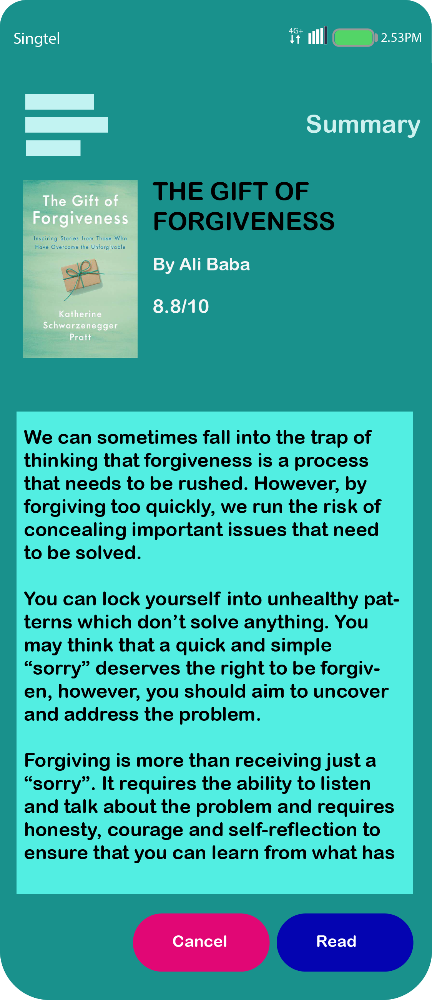 Singtel
4G+
2.53PM
Summary
The Gift of
Forgiveness
Inspiring Stories from Those Who
Have Overcome the Unforgivable
Katherine
Schwarzenegger
Pratt
THE GIFT OF
FORGIVENESS
By Ali Baba
8.8/10
We can sometimes fall into the trap of
thinking that forgiveness is a process
that needs to be rushed. However, by
forgiving too quickly, we run the risk of
concealing important issues that need
to be solved.
You can lock yourself into unhealthy pat-
terns which don’t solve anything. You
may think that a quick and simple
“sorry” deserves the right to be forgiv-
en, however, you should aim to uncover
and address the problem.
Forgiving is more than receiving just a
“sorry”. It requires the ability to listen
and talk about the problem and requires
honesty, courage and self-reflection to
ensure that you can learn from what has
Cancel
Read